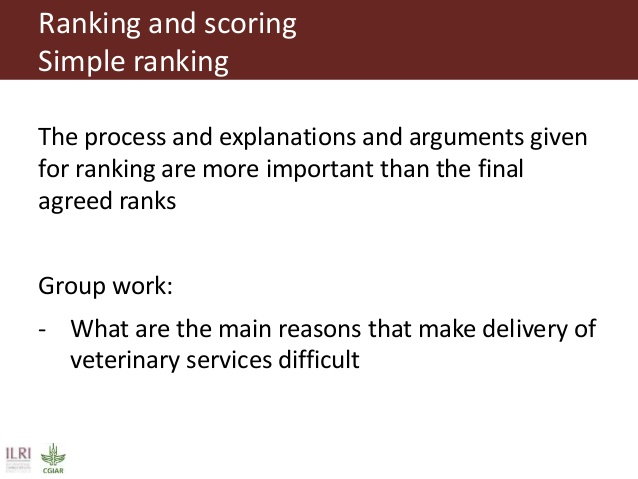 Ranking and scoring
Simple ranking
The process and explanations and arguments given
for ranking are more important than the final
agreed ranks
Group work:
- What are the main reasons that make delivery of
veterinary services difficult
ILRI
CGIAR